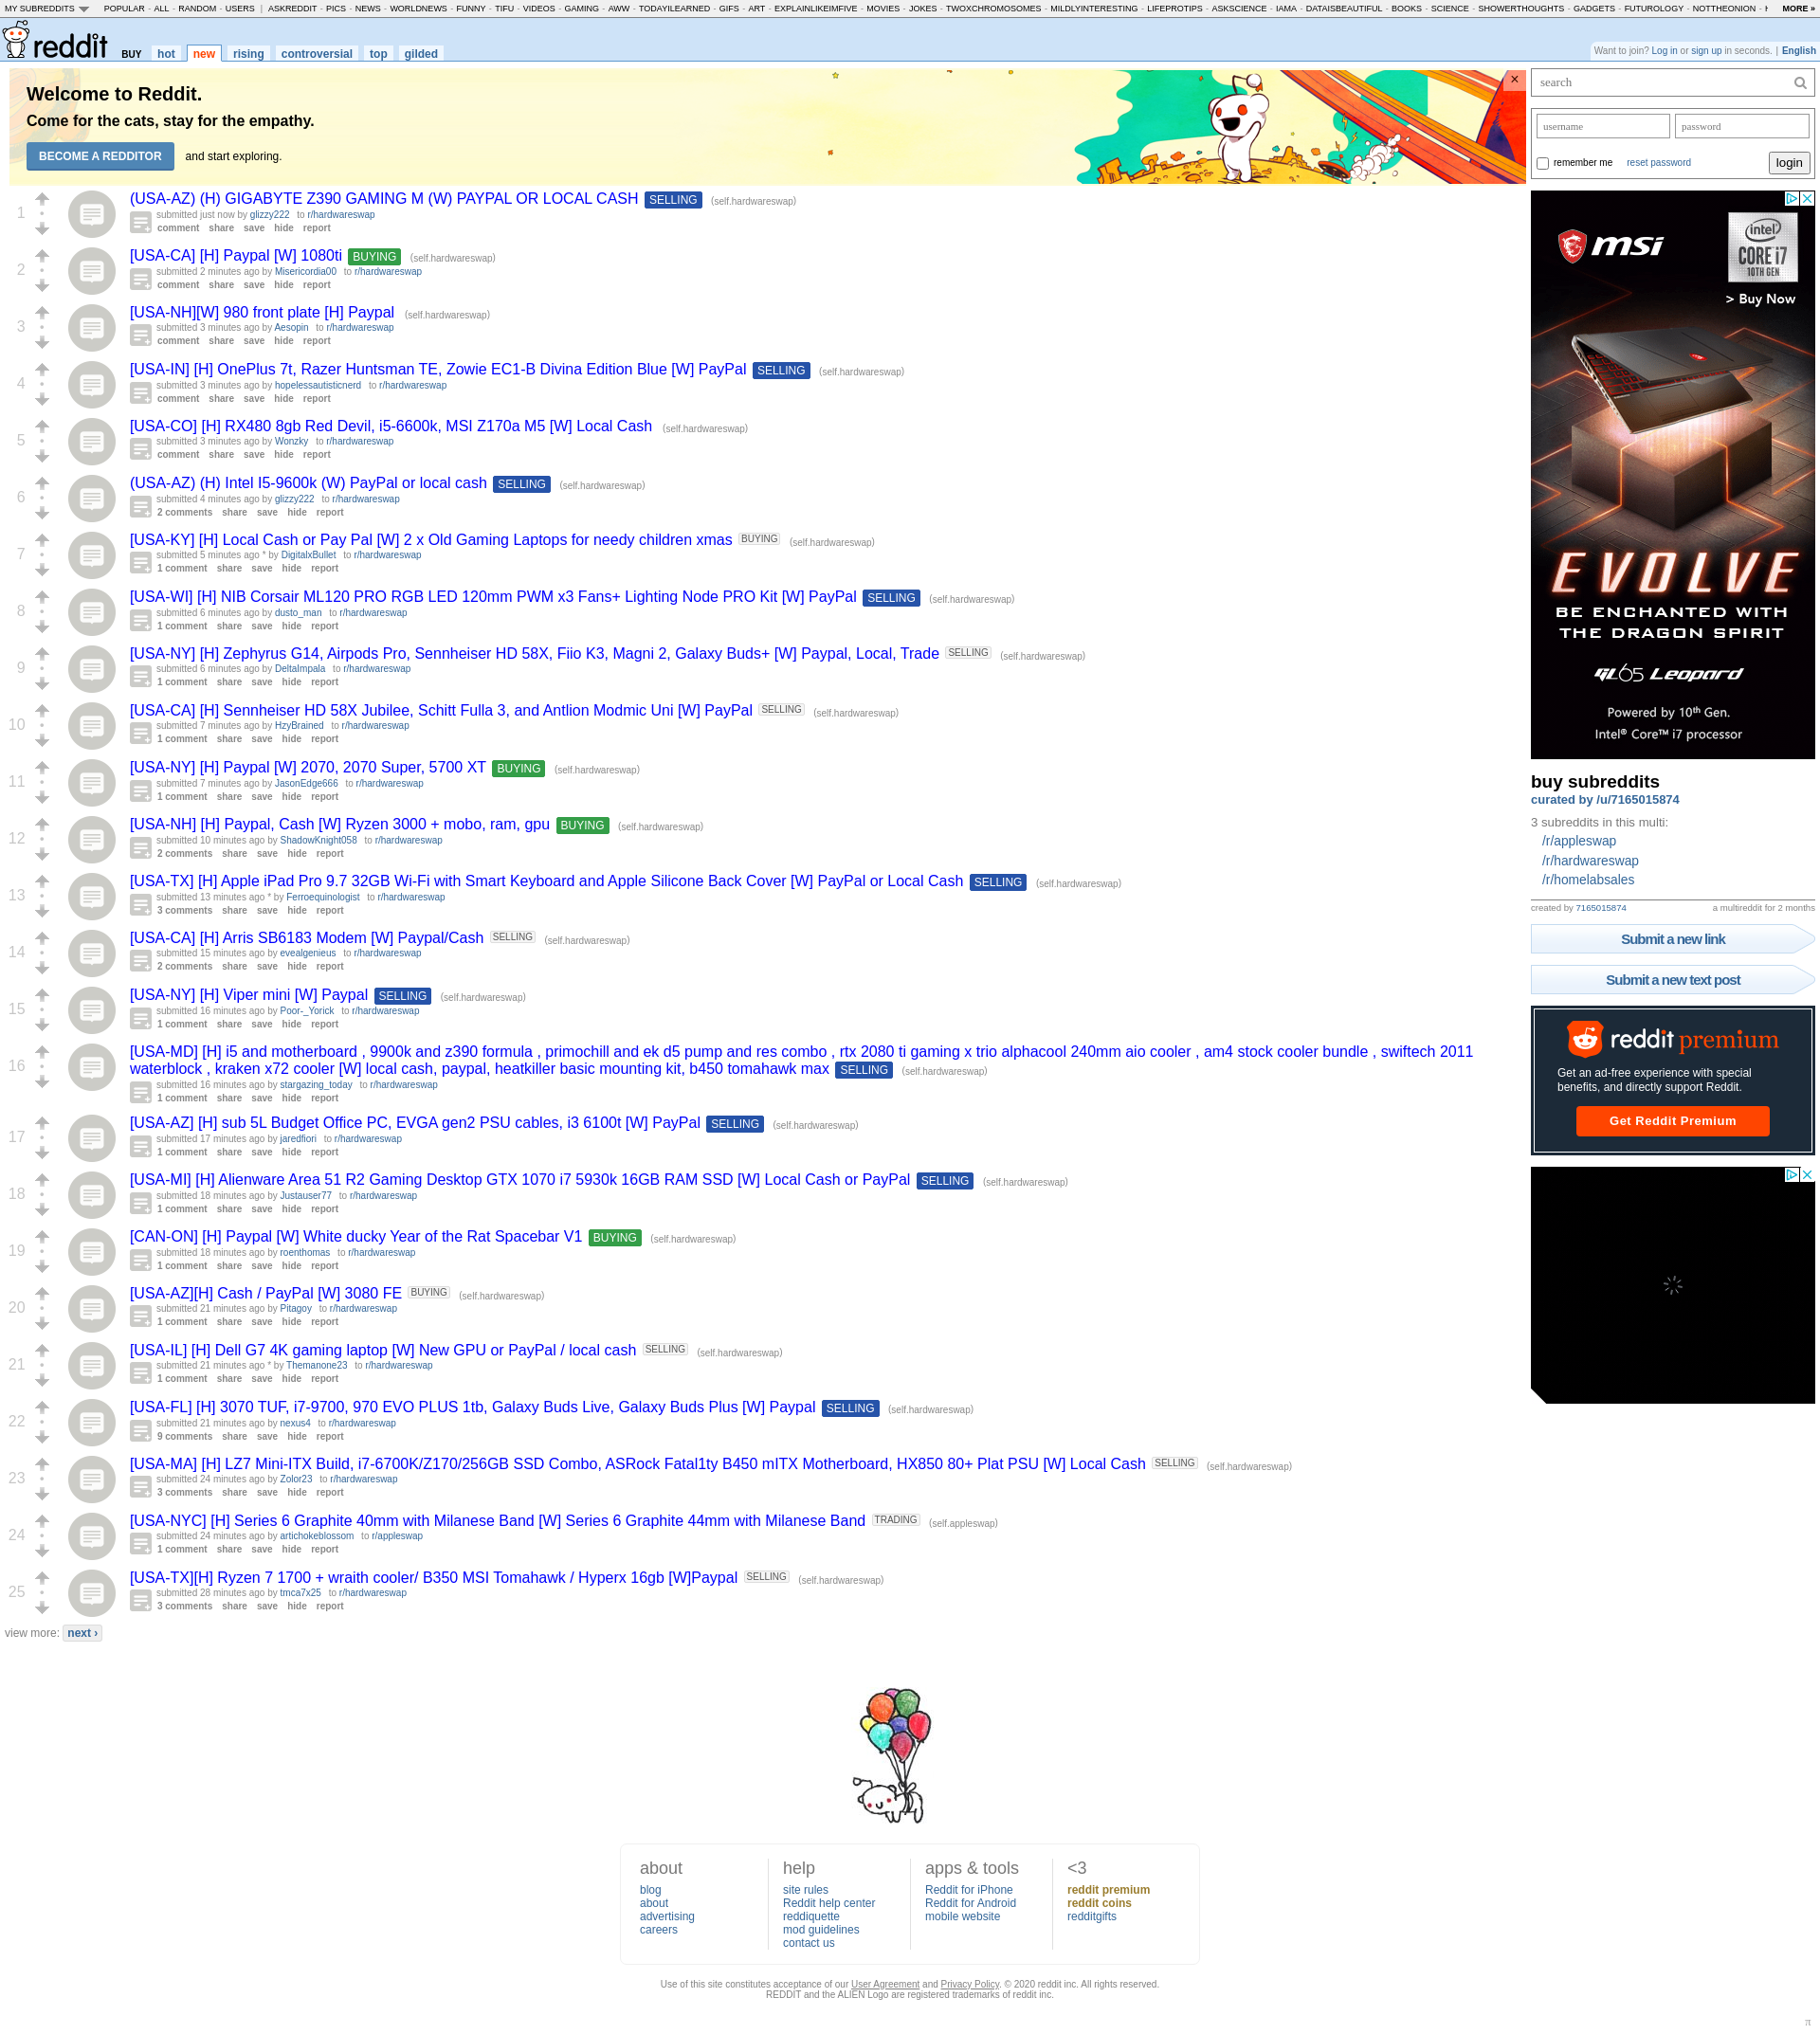 MY SUBREDDITS POPULAR - ALL - RANDOM - USERS | ASKREDDIT - PICS - NEWS - WORLDNEWS - FUNNY - TIFU - VIDEOS - GAMING - AWW - TODAYILEARNED - GIFS - ART - EXPLAINLIKEIMFIVE - MOVIES - JOKES - TWOXCHROMOSOMES - MILDLYINTERESTING - LIFEPROTIPS - ASKSCIENCE - IAMA - DATAISBEAUTIFUL - BOOKS - SCIENCE - SHOWERTHOUGHTS - GADGETS - FUTUROLOGY - NOTTHEONION - MORE »
reddit BUY hot new rising controversial top gilded
Want to join? Log in or sign up in seconds. | English
Welcome to Reddit.
Come for the cats, stay for the empathy.
BECOME A REDDITOR and start exploring.
×
1
(USA-AZ) (H) GIGABYTE Z390 GAMING M (W) PAYPAL OR LOCAL CASH SELLING (self.hardwareswap)
submitted just now by glizzy222 to r/hardwareswap
comment share save hide report
2
[USA-CA] [H] Paypal [W] 1080ti BUYING (self.hardwareswap)
submitted 2 minutes ago by Misericordia00 to r/hardwareswap
comment share save hide report
3
[USA-NH][W] 980 front plate [H] Paypal (self.hardwareswap)
submitted 3 minutes ago by Aesopin to r/hardwareswap
comment share save hide report
4
[USA-IN] [H] OnePlus 7t, Razer Huntsman TE, Zowie EC1-B Divina Edition Blue [W] PayPal SELLING (self.hardwareswap)
submitted 3 minutes ago by hopelessautisticnerd to r/hardwareswap
comment share save hide report
5
[USA-CO] [H] RX480 8gb Red Devil, i5-6600k, MSI Z170a M5 [W] Local Cash (self.hardwareswap)
submitted 3 minutes ago by Wonzky to r/hardwareswap
comment share save hide report
6
(USA-AZ) (H) Intel I5-9600k (W) PayPal or local cash SELLING (self.hardwareswap)
submitted 4 minutes ago by glizzy222 to r/hardwareswap
2 comments share save hide report
7
[USA-KY] [H] Local Cash or Pay Pal [W] 2 x Old Gaming Laptops for needy children xmas BUYING (self.hardwareswap)
submitted 5 minutes ago * by DigitalxBullet to r/hardwareswap
1 comment share save hide report
8
[USA-WI] [H] NIB Corsair ML120 PRO RGB LED 120mm PWM x3 Fans+ Lighting Node PRO Kit [W] PayPal SELLING (self.hardwareswap)
submitted 6 minutes ago by dusto_man to r/hardwareswap
1 comment share save hide report
9
[USA-NY] [H] Zephyrus G14, Airpods Pro, Sennheiser HD 58X, Fiio K3, Magni 2, Galaxy Buds+ [W] Paypal, Local, Trade SELLING (self.hardwareswap)
submitted 6 minutes ago by DeltaImpala to r/hardwareswap
1 comment share save hide report
10
[USA-CA] [H] Sennheiser HD 58X Jubilee, Schitt Fulla 3, and Antlion Modmic Uni [W] PayPal SELLING (self.hardwareswap)
submitted 7 minutes ago by HzyBrained to r/hardwareswap
1 comment share save hide report
11
[USA-NY] [H] Paypal [W] 2070, 2070 Super, 5700 XT BUYING (self.hardwareswap)
submitted 7 minutes ago by JasonEdge666 to r/hardwareswap
1 comment share save hide report
12
[USA-NH] [H] Paypal, Cash [W] Ryzen 3000 + mobo, ram, gpu BUYING (self.hardwareswap)
submitted 10 minutes ago by ShadowKnight058 to r/hardwareswap
2 comments share save hide report
13
[USA-TX] [H] Apple iPad Pro 9.7 32GB Wi-Fi with Smart Keyboard and Apple Silicone Back Cover [W] PayPal or Local Cash SELLING (self.hardwareswap)
submitted 13 minutes ago * by Ferroequinologist to r/hardwareswap
3 comments share save hide report
14
[USA-CA] [H] Arris SB6183 Modem [W] Paypal/Cash SELLING (self.hardwareswap)
submitted 15 minutes ago by evealgenieus to r/hardwareswap
2 comments share save hide report
15
[USA-NY] [H] Viper mini [W] Paypal SELLING (self.hardwareswap)
submitted 16 minutes ago by Poor-_Yorick to r/hardwareswap
1 comment share save hide report
16
[USA-MD] [H] i5 and motherboard , 9900k and z390 formula , primochill and ek d5 pump and res combo , rtx 2080 ti gaming x trio alphacool 240mm aio cooler , am4 stock cooler bundle , swiftech 2011
waterblock , kraken x72 cooler [W] local cash, paypal, heatkiller basic mounting kit, b450 tomahawk max SELLING (self.hardwareswap)
submitted 16 minutes ago by stargazing_today to r/hardwareswap
1 comment share save hide report
17
[USA-AZ] [H] sub 5L Budget Office PC, EVGA gen2 PSU cables, i3 6100t [W] PayPal SELLING (self.hardwareswap)
submitted 17 minutes ago by jaredfiori to r/hardwareswap
1 comment share save hide report
18
[USA-MI] [H] Alienware Area 51 R2 Gaming Desktop GTX 1070 i7 5930k 16GB RAM SSD [W] Local Cash or PayPal SELLING (self.hardwareswap)
submitted 18 minutes ago by Justauser77 to r/hardwareswap
1 comment share save hide report
19
[CAN-ON] [H] Paypal [W] White ducky Year of the Rat Spacebar V1 BUYING (self.hardwareswap)
submitted 18 minutes ago by roenthomas to r/hardwareswap
1 comment share save hide report
20
[USA-AZ][H] Cash / PayPal [W] 3080 FE BUYING (self.hardwareswap)
submitted 21 minutes ago by Pitagoy to r/hardwareswap
1 comment share save hide report
21
[USA-IL] [H] Dell G7 4K gaming laptop [W] New GPU or PayPal / local cash SELLING (self.hardwareswap)
submitted 21 minutes ago * by Themanone23 to r/hardwareswap
1 comment share save hide report
22
[USA-FL] [H] 3070 TUF, i7-9700, 970 EVO PLUS 1tb, Galaxy Buds Live, Galaxy Buds Plus [W] Paypal SELLING (self.hardwareswap)
submitted 21 minutes ago by nexus4 to r/hardwareswap
9 comments share save hide report
23
[USA-MA] [H] LZ7 Mini-ITX Build, i7-6700K/Z170/256GB SSD Combo, ASRock Fatal1ty B450 mITX Motherboard, HX850 80+ Plat PSU [W] Local Cash SELLING (self.hardwareswap)
submitted 24 minutes ago by Zolor23 to r/hardwareswap
3 comments share save hide report
24
[USA-NYC] [H] Series 6 Graphite 40mm with Milanese Band [W] Series 6 Graphite 44mm with Milanese Band TRADING (self.appleswap)
submitted 24 minutes ago by artichokeblossom to r/appleswap
1 comment share save hide report
25
[USA-TX][H] Ryzen 7 1700 + wraith cooler/ B350 MSI Tomahawk / Hyperx 16gb [W]Paypal SELLING (self.hardwareswap)
submitted 28 minutes ago by tmca7x25 to r/hardwareswap
3 comments share save hide report
view more: next ›
search
username password
remember me reset password login
msi
intel CORE i7 10TH GEN
> Buy Now
EVOLVE
BE ENCHANTED WITH
THE DRAGON SPIRIT
GL65 Leopard
Powered by 10th Gen.
Intel® Core™ i7 processor
buy subreddits
curated by /u/7165015874
3 subreddits in this multi:
/r/appleswap
/r/hardwareswap
/r/homelabsales
created by 7165015874 a multireddit for 2 months
Submit a new link
Submit a new text post
reddit premium
Get an ad-free experience with special
benefits, and directly support Reddit.
Get Reddit Premium
about
blog
about
advertising
careers
help
site rules
Reddit help center
reddiquette
mod guidelines
contact us
apps & tools
Reddit for iPhone
Reddit for Android
mobile website
<3
reddit premium
reddit coins
redditgifts
Use of this site constitutes acceptance of our User Agreement and Privacy Policy. © 2020 reddit inc. All rights reserved.
REDDIT and the ALIEN Logo are registered trademarks of reddit inc.
π